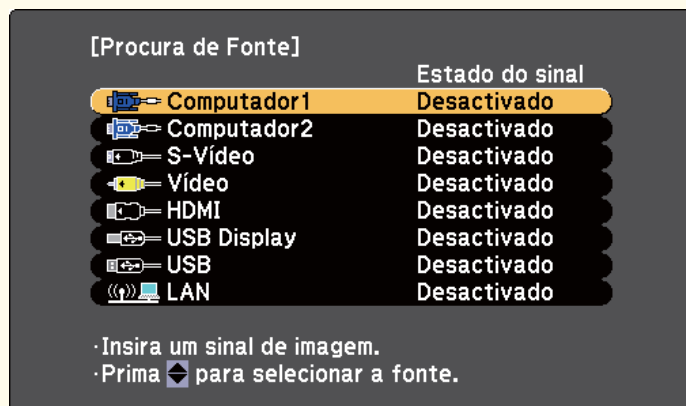 [Procura de Fonte]
Estado do sinal
Computador1 Desactivado
Computador2 Desactivado
S-Vídeo Desactivado
Vídeo Desactivado
HDMI Desactivado
USB Display Desactivado
USB Desactivado
LAN Desactivado
·Insira um sinal de imagem.
·Prima para selecionar a fonte.